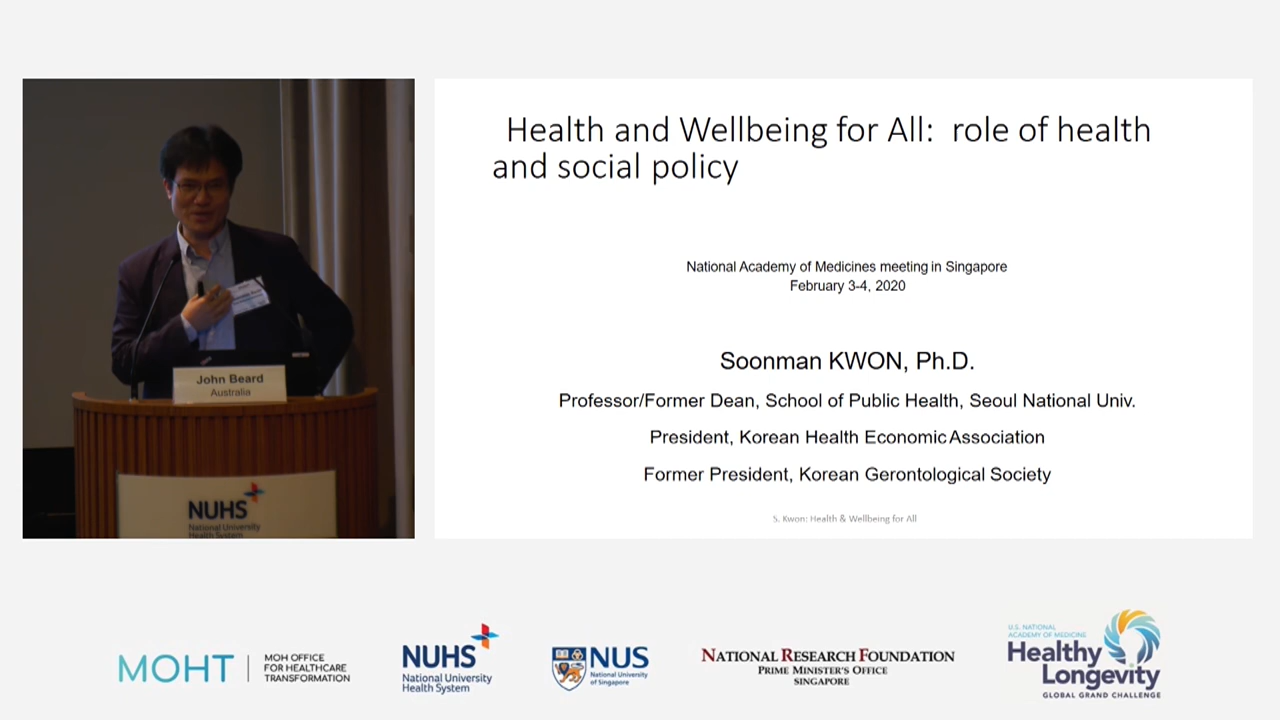 Health and Wellbeing for All: role of health
and social policy
National Academy of Medicines meeting in Singapore
February 3-4, 2020
Soonman KWON, Ph.D.
Professor/Former Dean, School of Public Health, Seoul National Univ.
President, Korean Health Economic Association
Former President, Korean Gerontological Society
S. Kwon: Health & Wellbeing for All
John Beard
Australia
NUHS
National University
Health System
MOHT
MOH OFFICE
FOR HEALTHCARE
TRANSFORMATION
NUHS
National University
Health System
NUS
National University
of Singapore
NATIONAL RESEARCH FOUNDATION
PRIME MINISTER'S OFFICE
SINGAPORE
U.S. NATIONAL
ACADEMY OF MEDICINE
Healthy
Longevity
GLOBAL GRAND CHALLENGE